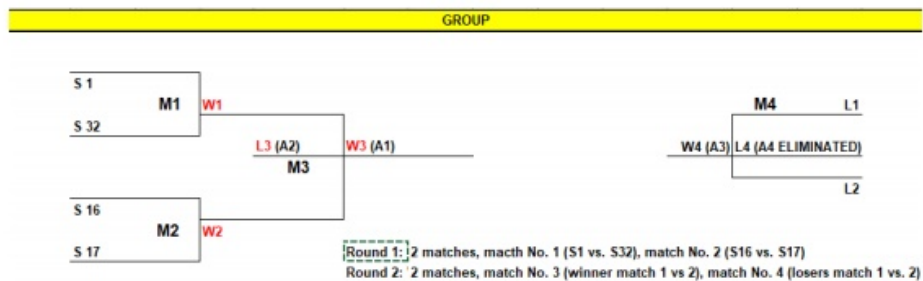 GROUP
S 1
M1 W1
S 32
M4 L1
L3 (A2) W3 (A1)
W4 (A3) L4 (A4 ELIMINATED)
M3
L2
S 16
M2 W2
S 17
Round 1: 2 matches, macth No. 1 (S1 vs. S32), match No. 2 (S16 vs. S17)
Round 2: 2 matches, match No. 3 (winner match 1 vs 2), match No. 4 (losers match 1 vs. 2)